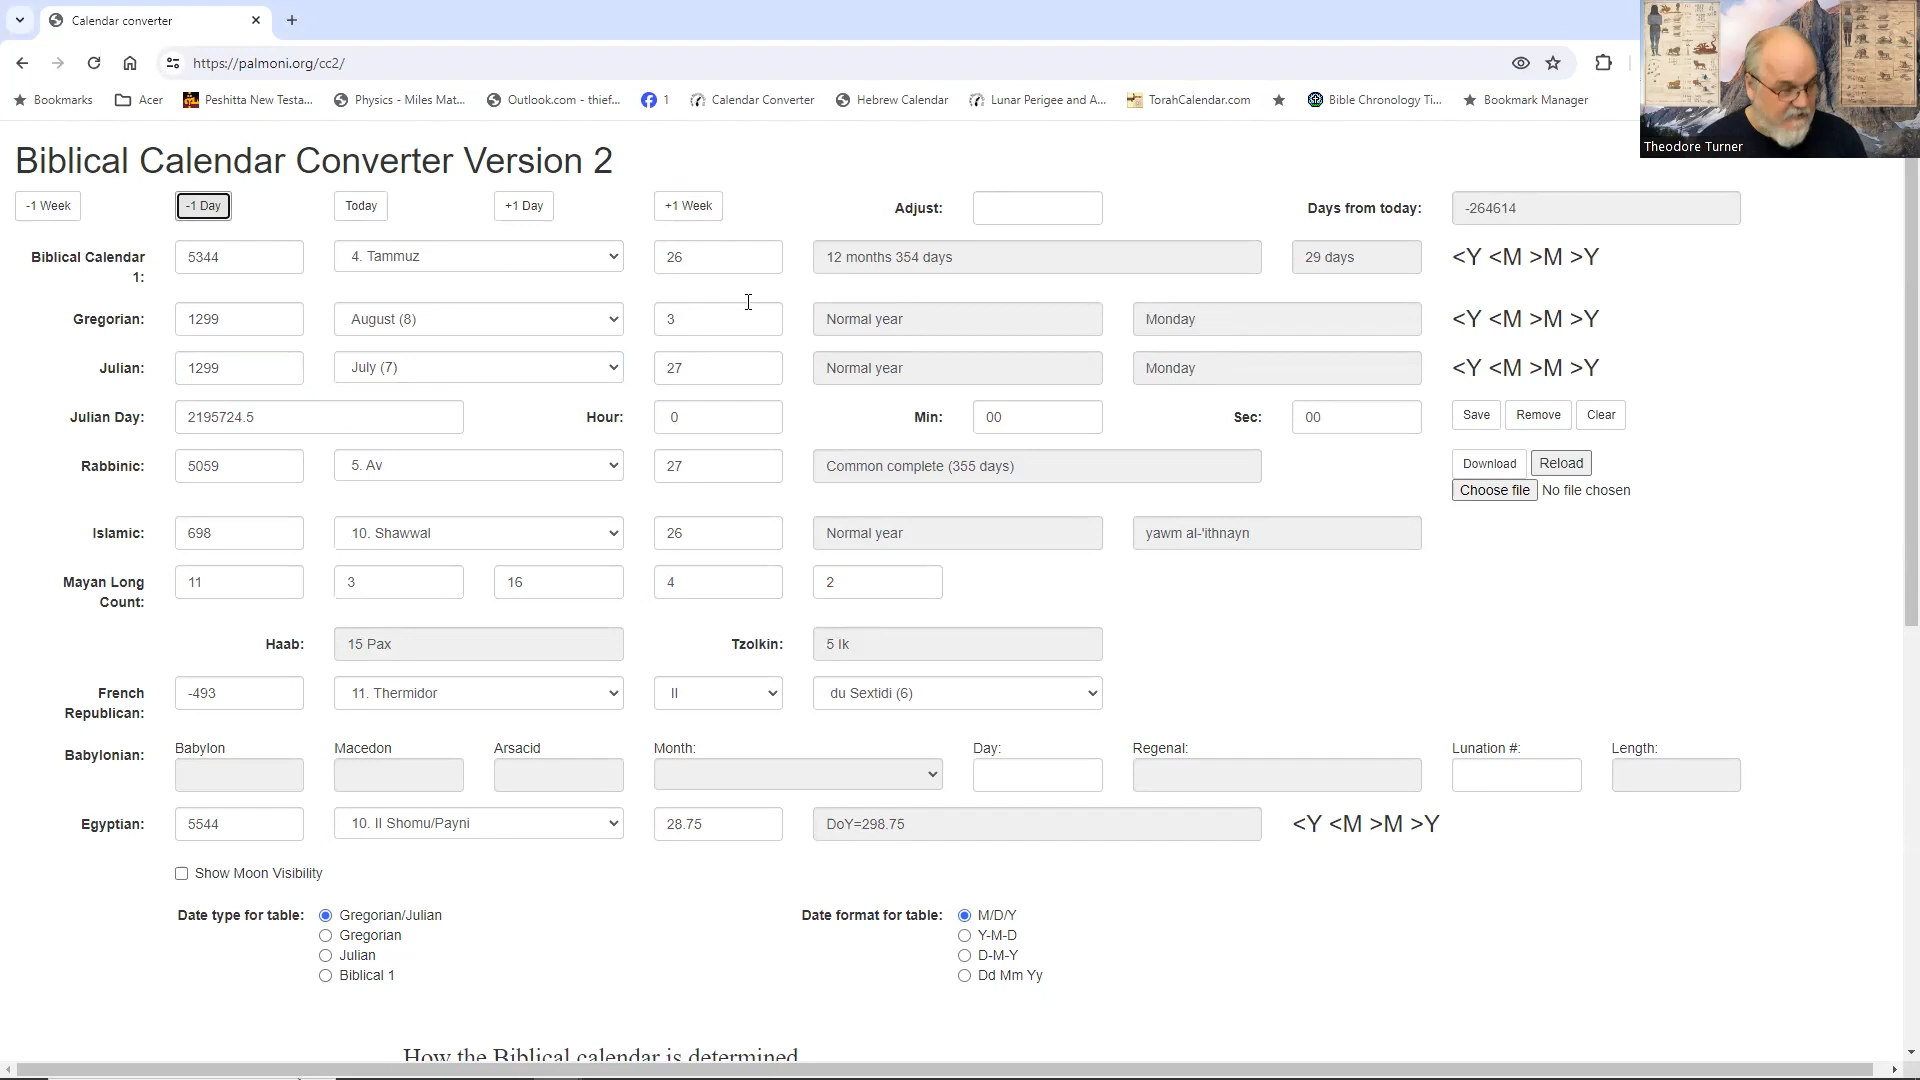 Calendar converter
https://palmoni.org/cc2/
Bookmarks Acer Peshitta New Testa... Physics - Miles Mat... Outlook.com - thief... 1 Calendar Converter Hebrew Calendar Lunar Perigee and A... TorahCalendar.com Bible Chronology Ti... Bookmark Manager
Theodore Turner
Biblical Calendar Converter Version 2
-1 Week -1 Day Today +1 Day +1 Week Adjust: Days from today: -264614
Biblical Calendar 5344 4. Tammuz 26 12 months 354 days 29 days <Y <M >M >Y
1:
Gregorian: 1299 August (8) 3 Normal year Monday <Y <M >M >Y
Julian: 1299 July (7) 27 Normal year Monday <Y <M >M >Y
Julian Day: 2195724.5 Hour: 0 Min: 00 Sec: 00 Save Remove Clear
Rabbinic: 5059 5. Av 27 Common complete (355 days) Download Reload
Choose file No file chosen
Islamic: 698 10. Shawwal 26 Normal year yawm al-'ithnayn
Mayan Long 11 3 16 4 2
Count:
Haab: 15 Pax Tzolkin: 5 Ik
French -493 11. Thermidor II du Sextidi (6)
Republican:
Babylonian: Babylon Macedon Arsacid Month: Day: Regenal: Lunation #: Length:
Egyptian: 5544 10. II Shomu/Payni 28.75 DoY=298.75 <Y <M >M >Y
Show Moon Visibility
Date type for table: Gregorian/Julian Date format for table: M/D/Y
Gregorian Y-M-D
Julian D-M-Y
Biblical 1 Dd Mm Yy
How the Biblical calendar is determined